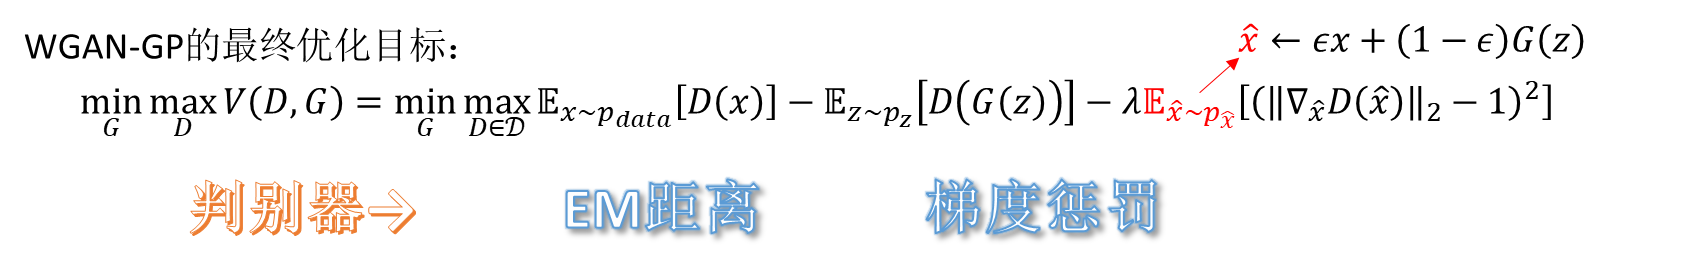 WGAN-GP的最终优化目标： x̂ ← ϵx + (1 − ϵ)G(z)
min_G max_D V(D, G) = min_G max_{D∈𝒟} 𝔼_{x~p_data}[D(x)] − 𝔼_{z~p_z}[D(G(z))] − λ𝔼_{x̂~p_x̂}[(‖∇_x̂ D(x̂)‖₂ − 1)²]
判别器→ EM距离 梯度惩罚